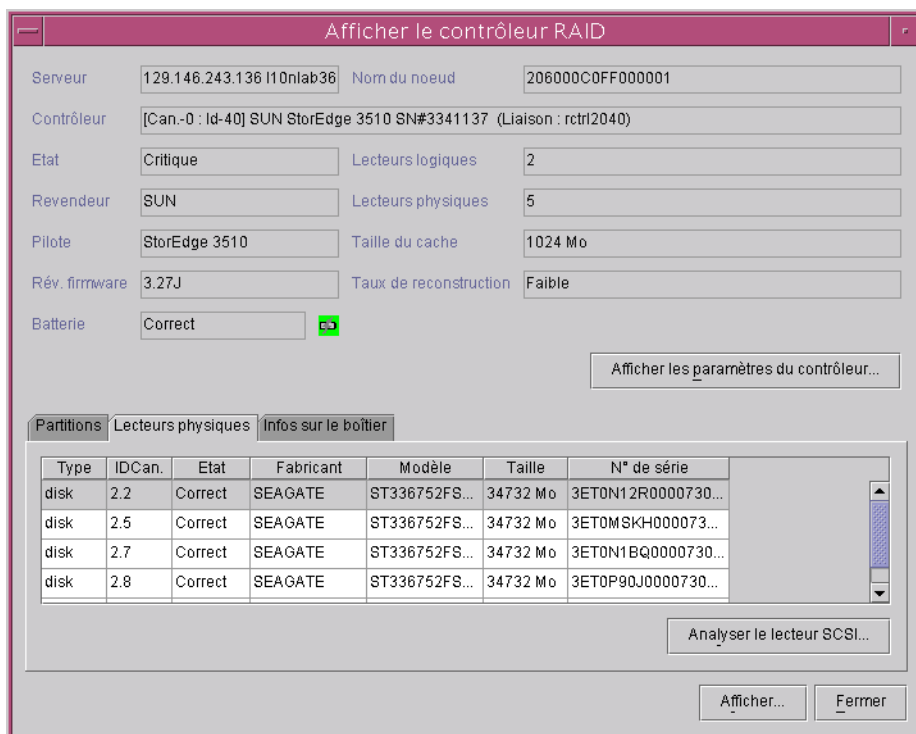 Afficher le contrôleur RAID
Serveur 129.146.243.136 l10nlab36 Nom du noeud 206000C0FF000001
Contrôleur [Can.-0 : Id-40] SUN StorEdge 3510 SN#3341137 (Liaison : rctrl2040)
Etat Critique Lecteurs logiques 2
Revendeur SUN Lecteurs physiques 5
Pilote StorEdge 3510 Taille du cache 1024 Mo
Rév. firmware 3.27J Taux de reconstruction Faible
Batterie Correct
Afficher les paramètres du contrôleur...
Partitions Lecteurs physiques Infos sur le boîtier
Type IDCan. Etat Fabricant Modèle Taille N° de série
disk 2.2 Correct SEAGATE ST336752FS... 34732 Mo 3ET0N12R0000730...
disk 2.5 Correct SEAGATE ST336752FS... 34732 Mo 3ET0MSKH000073...
disk 2.7 Correct SEAGATE ST336752FS... 34732 Mo 3ET0N1BQ0000730...
disk 2.8 Correct SEAGATE ST336752FS... 34732 Mo 3ET0P90J0000730...
Analyser le lecteur SCSI...
Afficher... Fermer